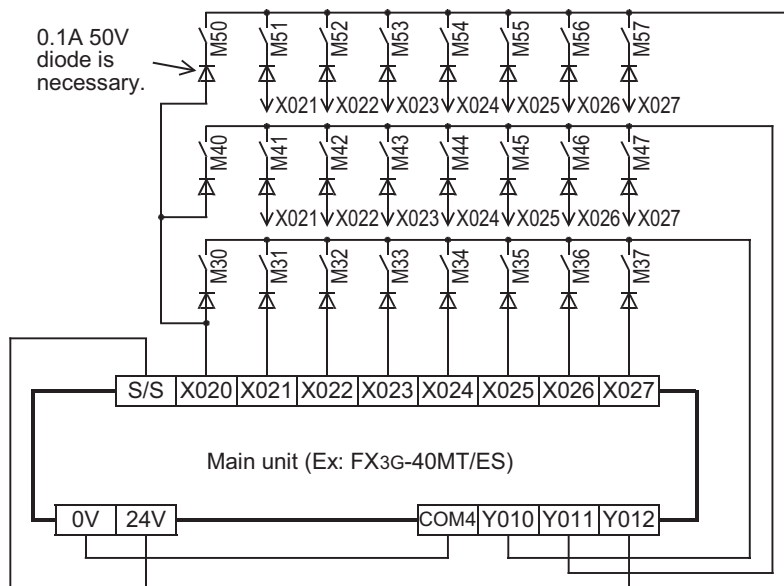 0.1A 50V
diode is
necessary.
M50 M51 M52 M53 M54 M55 M56 M57
X021 X022 X023 X024 X025 X026 X027
M40 M41 M42 M43 M44 M45 M46 M47
X021 X022 X023 X024 X025 X026 X027
M30 M31 M32 M33 M34 M35 M36 M37
S/S X020 X021 X022 X023 X024 X025 X026 X027
Main unit (Ex: FX3G-40MT/ES)
0V 24V COM4 Y010 Y011 Y012